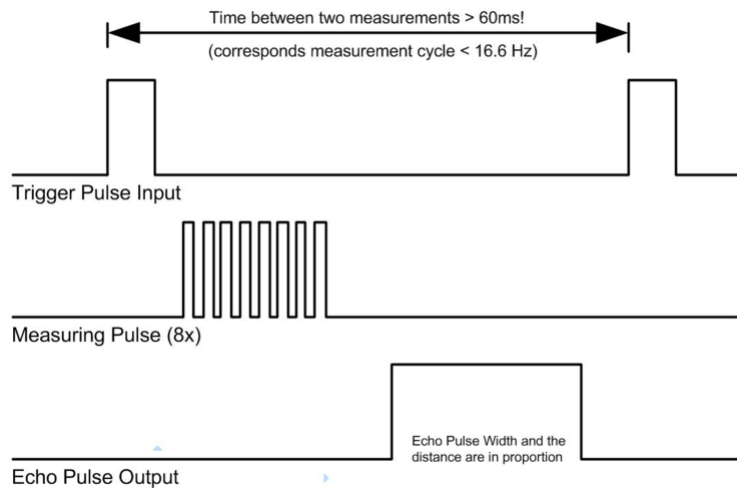 Time between two measurements > 60ms!
(corresponds measurement cycle < 16.6 Hz)
Trigger Pulse Input
Measuring Pulse (8x)
Echo Pulse Width and the
distance are in proportion
Echo Pulse Output